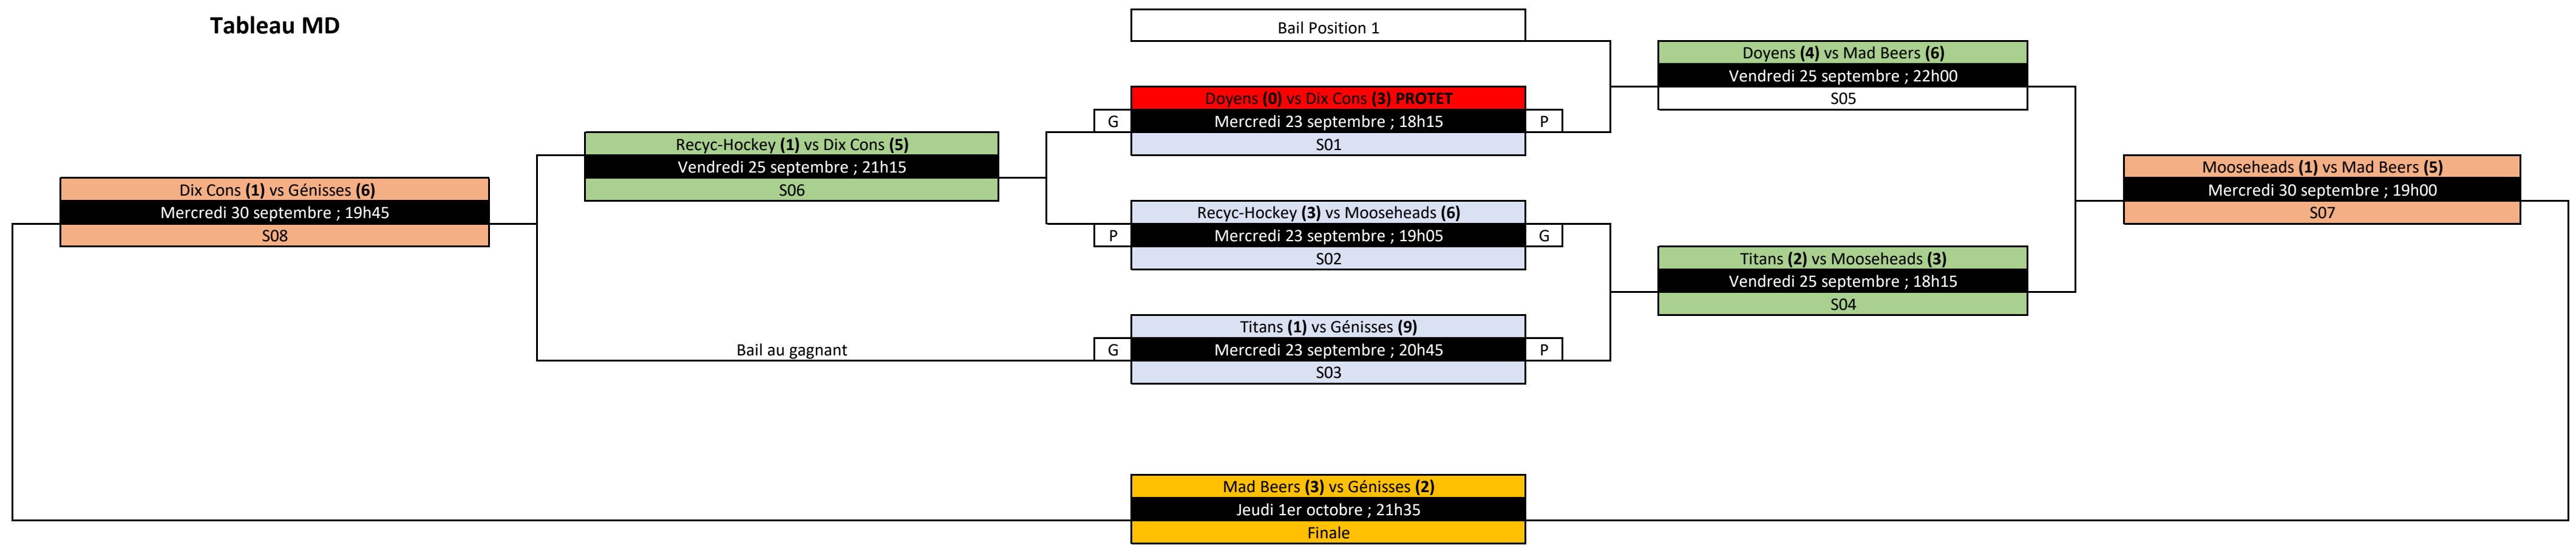 Tableau MD
Bail Position 1
Doyens (4) vs Mad Beers (6)
Vendredi 25 septembre ; 22h00
S05
Doyens (0) vs Dix Cons (3) PROTET
G
Mercredi 23 septembre ; 18h15
P
S01
Recyc-Hockey (1) vs Dix Cons (5)
Vendredi 25 septembre ; 21h15
S06
Mooseheads (1) vs Mad Beers (5)
Mercredi 30 septembre ; 19h00
S07
Dix Cons (1) vs Génisses (6)
Mercredi 30 septembre ; 19h45
S08
Recyc-Hockey (3) vs Mooseheads (6)
P
Mercredi 23 septembre ; 19h05
G
S02
Titans (2) vs Mooseheads (3)
Vendredi 25 septembre ; 18h15
S04
Titans (1) vs Génisses (9)
Bail au gagnant
G
Mercredi 23 septembre ; 20h45
P
S03
Mad Beers (3) vs Génisses (2)
Jeudi 1er octobre ; 21h35
Finale